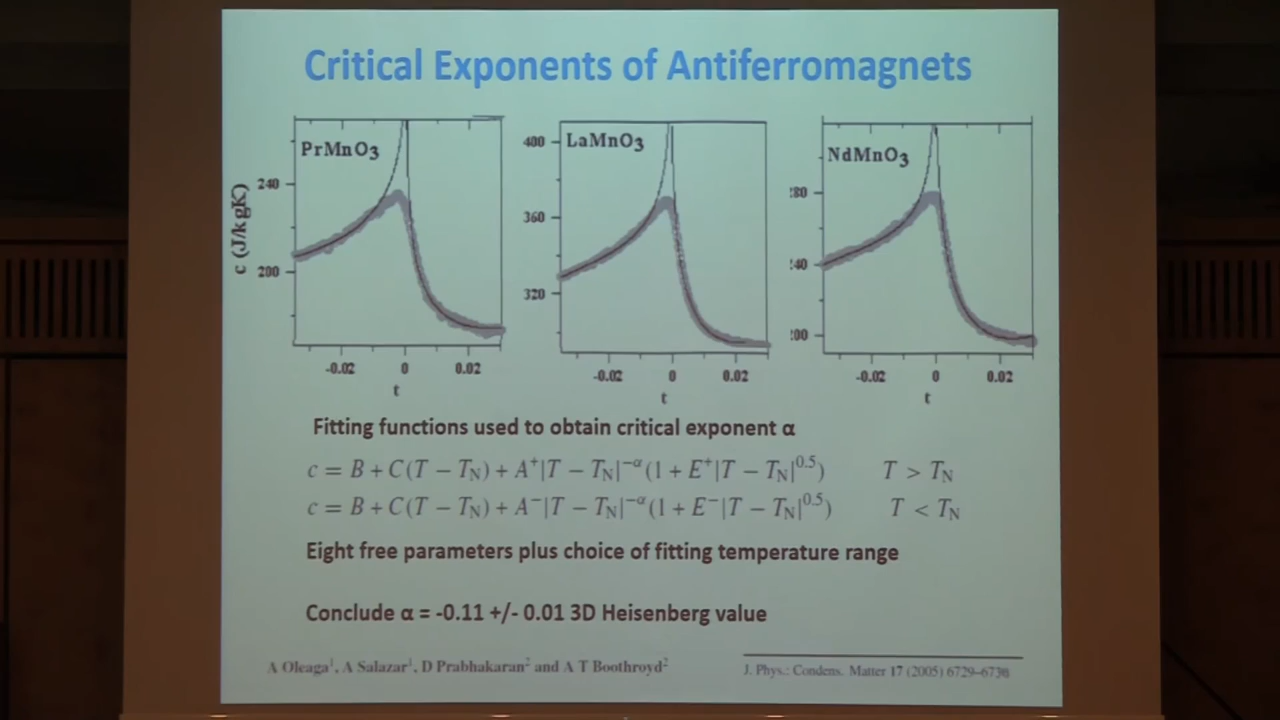 Critical Exponents of Antiferromagnets
PrMnO3
LaMnO3
NdMnO3
c (J/kgK)
240
200
400
360
320
:80
:40
:00
-0.02 0 0.02
t
-0.02 0 0.02
t
-0.02 0 0.02
t
Fitting functions used to obtain critical exponent α
c = B + C(T − T_N) + A⁺|T − T_N|^−α (1 + E⁺|T − T_N|^0.5) T > T_N
c = B + C(T − T_N) + A⁻|T − T_N|^−α (1 + E⁻|T − T_N|^0.5) T < T_N
Eight free parameters plus choice of fitting temperature range
Conclude α = -0.11 +/- 0.01 3D Heisenberg value
A Oleaga¹, A Salazar¹, D Prabhakaran² and A T Boothroyd²
J. Phys.: Condens. Matter 17 (2005) 6729–6738